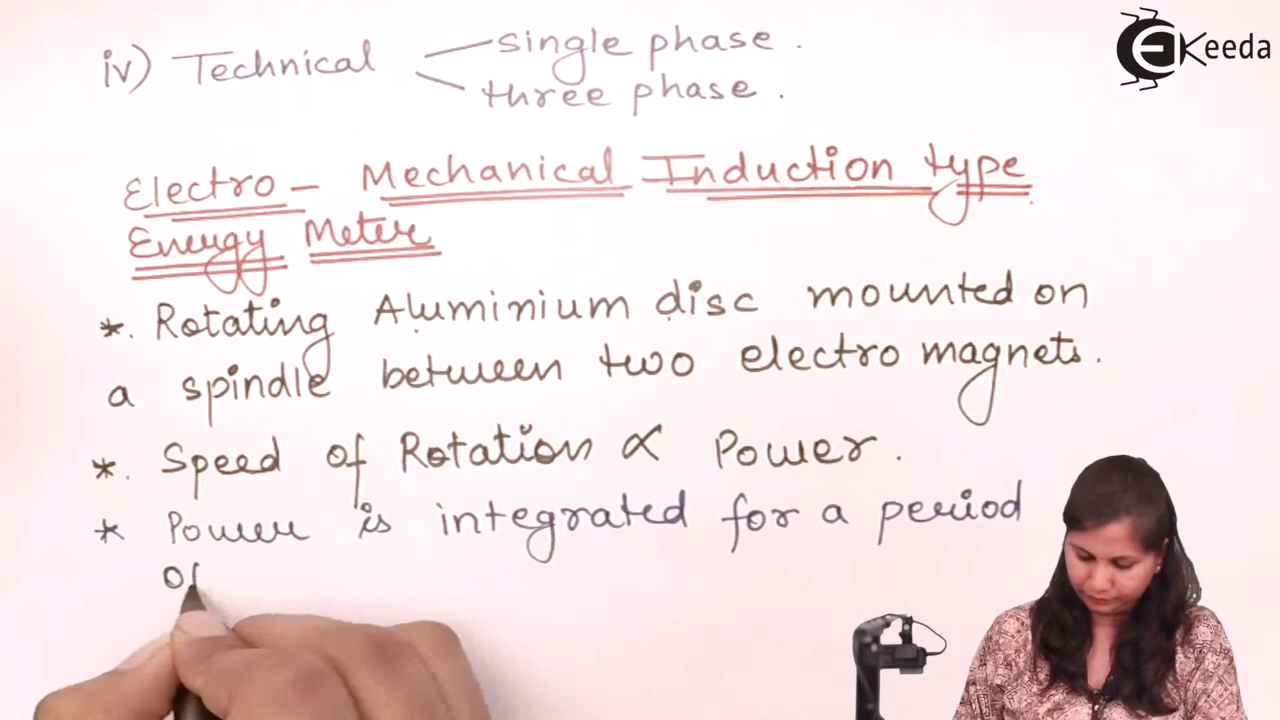 iv) Technical single phase.
three phase.
EKeeda
Electro - Mechanical Induction type
Energy Meter
*. Rotating Aluminium disc mounted on
a spindle between two electro magnets.
*. Speed of Rotation ∝ Power.
* Power is integrated for a period
of